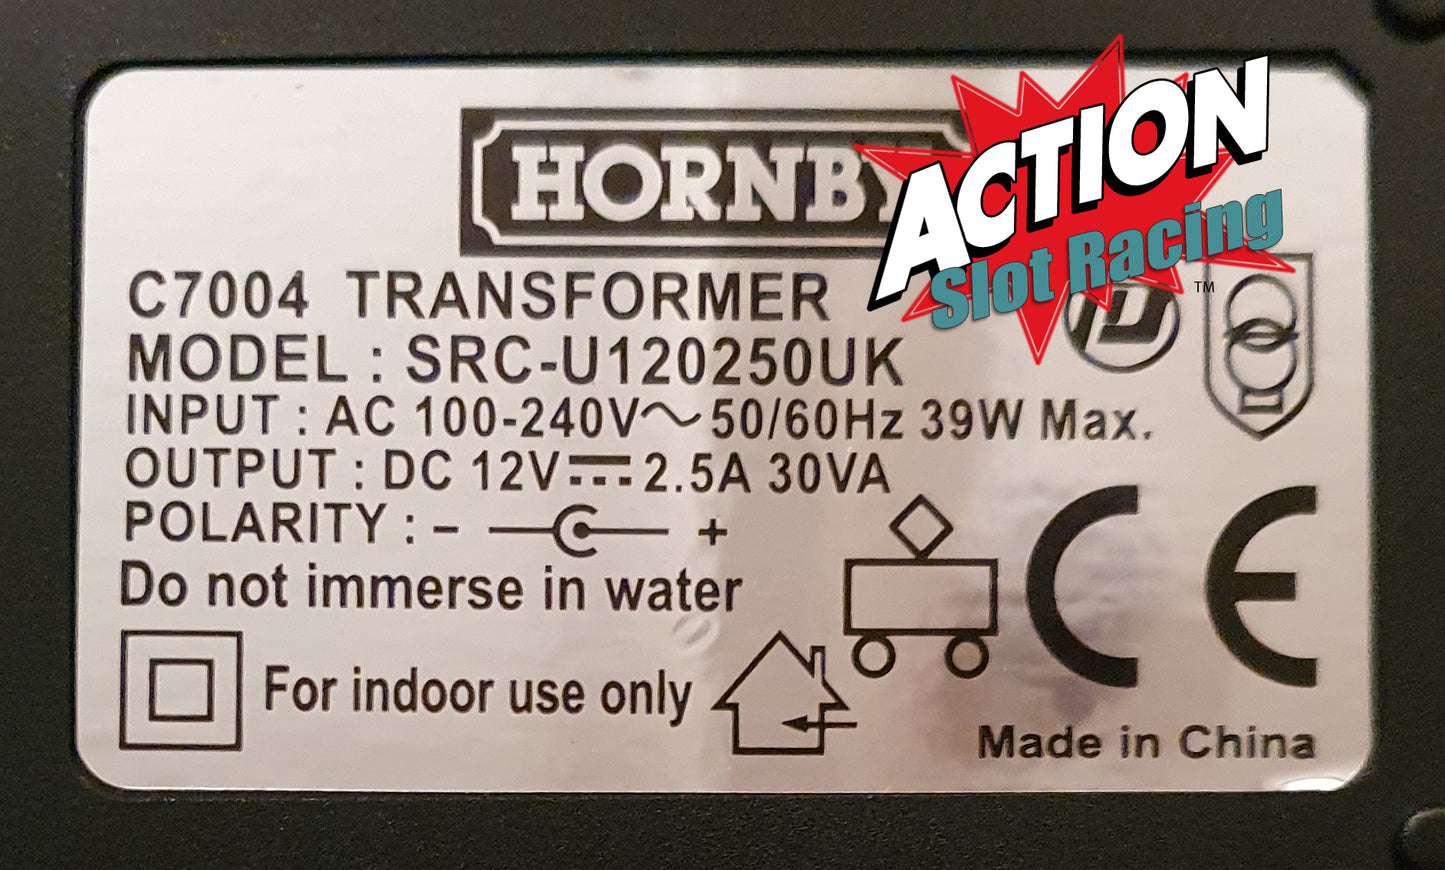 HORNBY
ACTION
Slot Racing
TM
C7004 TRANSFORMER
MODEL : SRC-U120250UK
INPUT : AC 100-240V～50/60Hz 39W Max.
OUTPUT : DC 12V⎓2.5A 30VA
POLARITY : - +
Do not immerse in water
For indoor use only
CE
Made in China